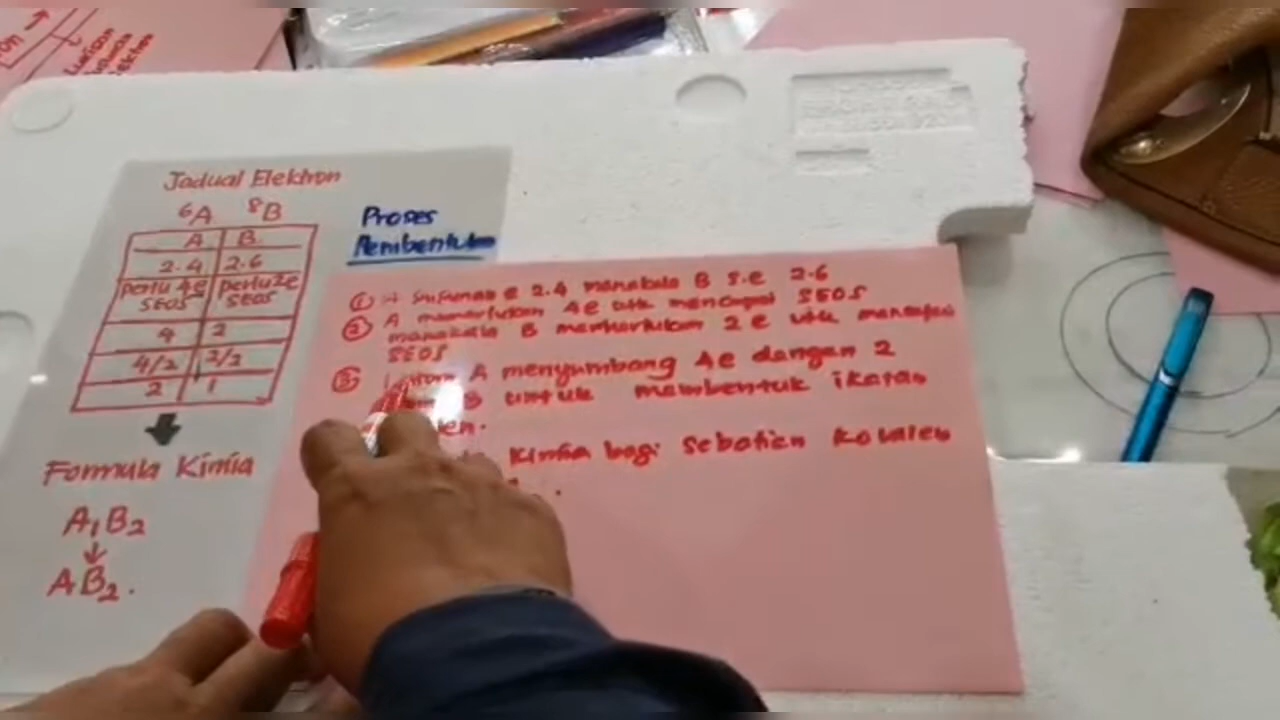 Jadual Elektron
6A 8B
A B
2.4 2.6
perlu 4e perlu 2e
SEOS SEOS
4 2
4/2 2/2
2 1
Formula Kimia
A1B2
↓
AB2.
Proses
Pembentukan
① A susunan e 2.4 manakala B s.e 2.6
② A memerlukan 4e utk mencapai SEOS
manakala B memerlukan 2e utk mencapai
SEOS
③ 1 atom A menyumbang 4e dengan 2
B untuk membentuk ikatan
Kimia bagi sebatian kovalen